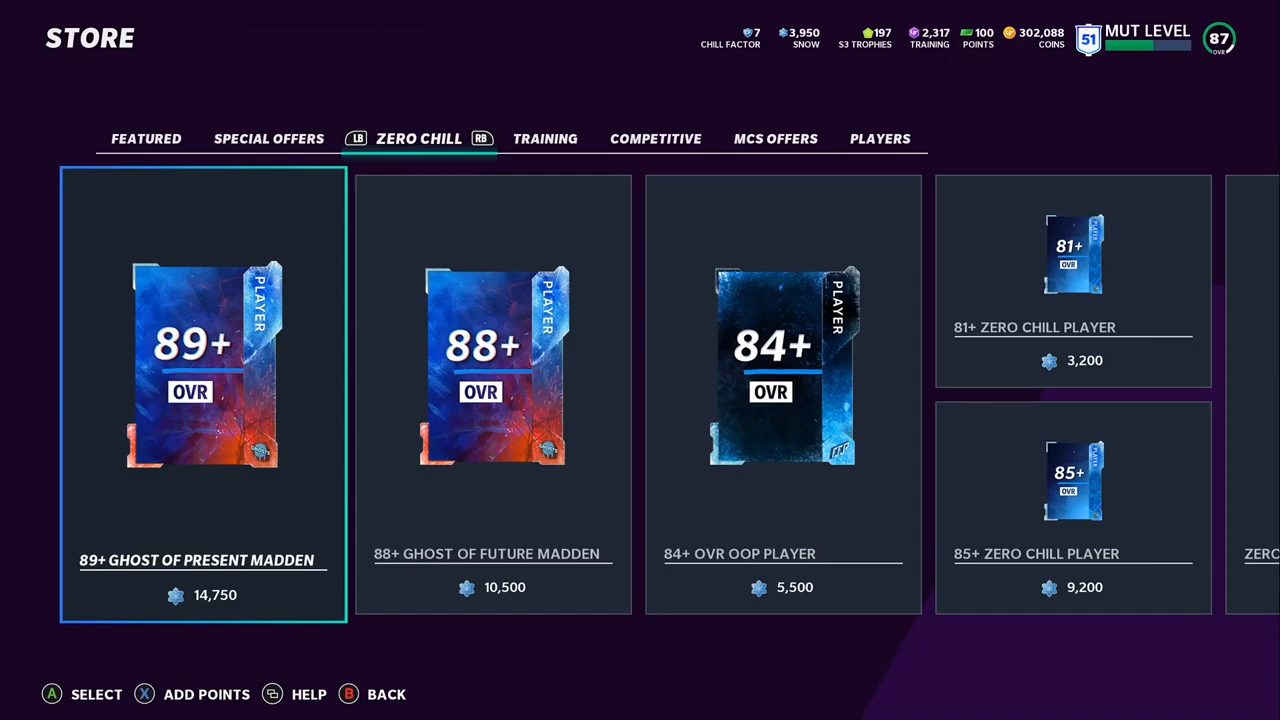 STORE
7
CHILL FACTOR
3,950
SNOW
197
S3 TROPHIES
2,317
TRAINING
100
POINTS
302,088
COINS
51
MUT LEVEL
87
OVR
FEATURED
SPECIAL OFFERS
LB
ZERO CHILL
RB
TRAINING
COMPETITIVE
MCS OFFERS
PLAYERS
PLAYER
89+
OVR
89+ GHOST OF PRESENT MADDEN
14,750
PLAYER
88+
OVR
88+ GHOST OF FUTURE MADDEN
10,500
PLAYER
84+
OVR
84+ OVR OOP PLAYER
5,500
PLAYER
81+
OVR
81+ ZERO CHILL PLAYER
3,200
PLAYER
85+
OVR
85+ ZERO CHILL PLAYER
9,200
ZERO
A SELECT
X ADD POINTS
HELP
B BACK